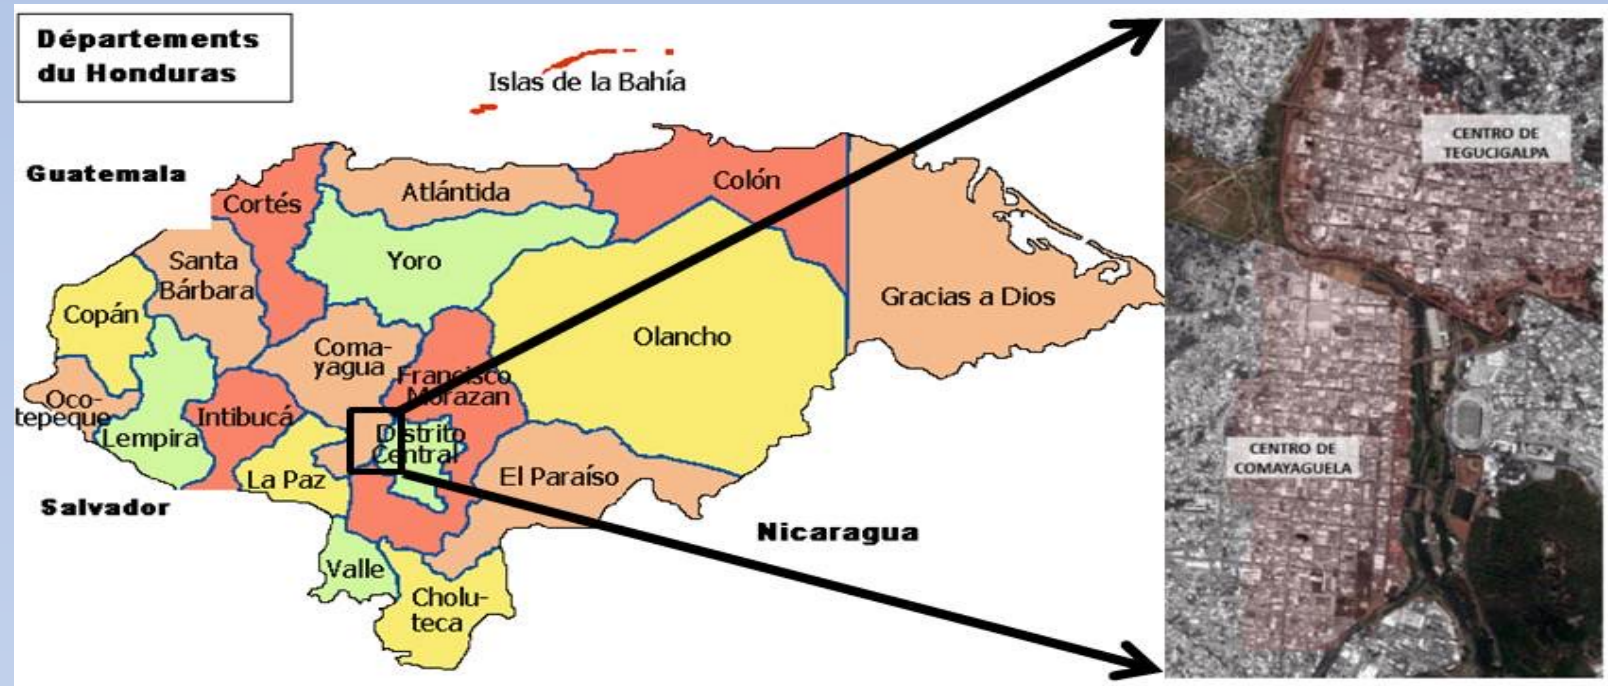 Départements
du Honduras
Islas de la Bahía
Guatemala
Cortés
Atlántida
Colón
Santa
Bárbara
Yoro
Copán
Gracias a Dios
Olancho
Coma-
yagua
Francisco
Morazan
Oco-
tepeque
Lempira
Intibucá
Distrito
Central
La Paz
El Paraíso
Salvador
Nicaragua
Valle
Cholu-
teca
CENTRO DE
TEGUCIGALPA
CENTRO DE
COMAYAGUELA